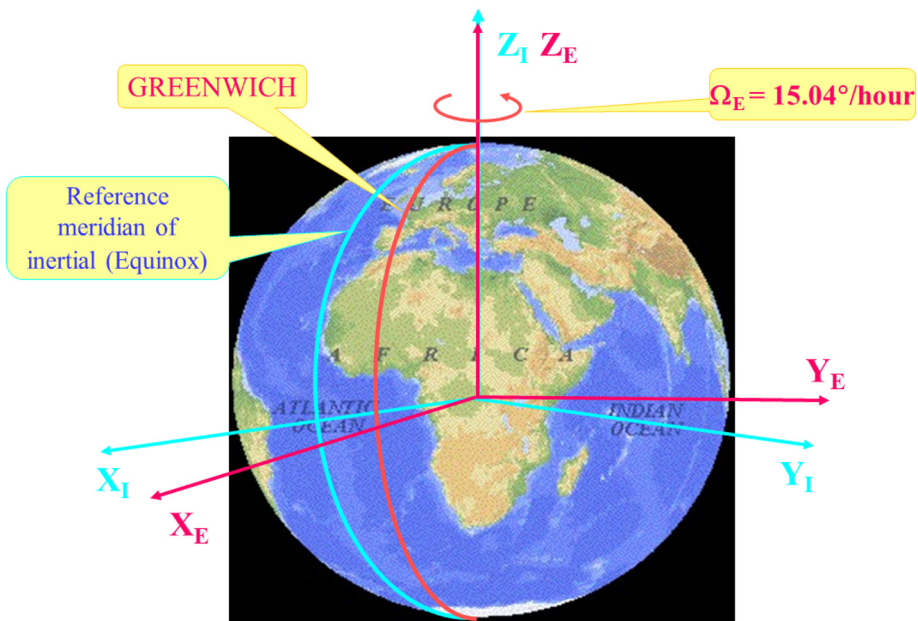 Z_I Z_E
GREENWICH
Ω_E = 15.04°/hour
Reference
meridian of
inertial (Equinox)
EUROPE
AFRICA
Y_E
ATLANTIC
OCEAN
INDIAN
OCEAN
X_I
Y_I
X_E